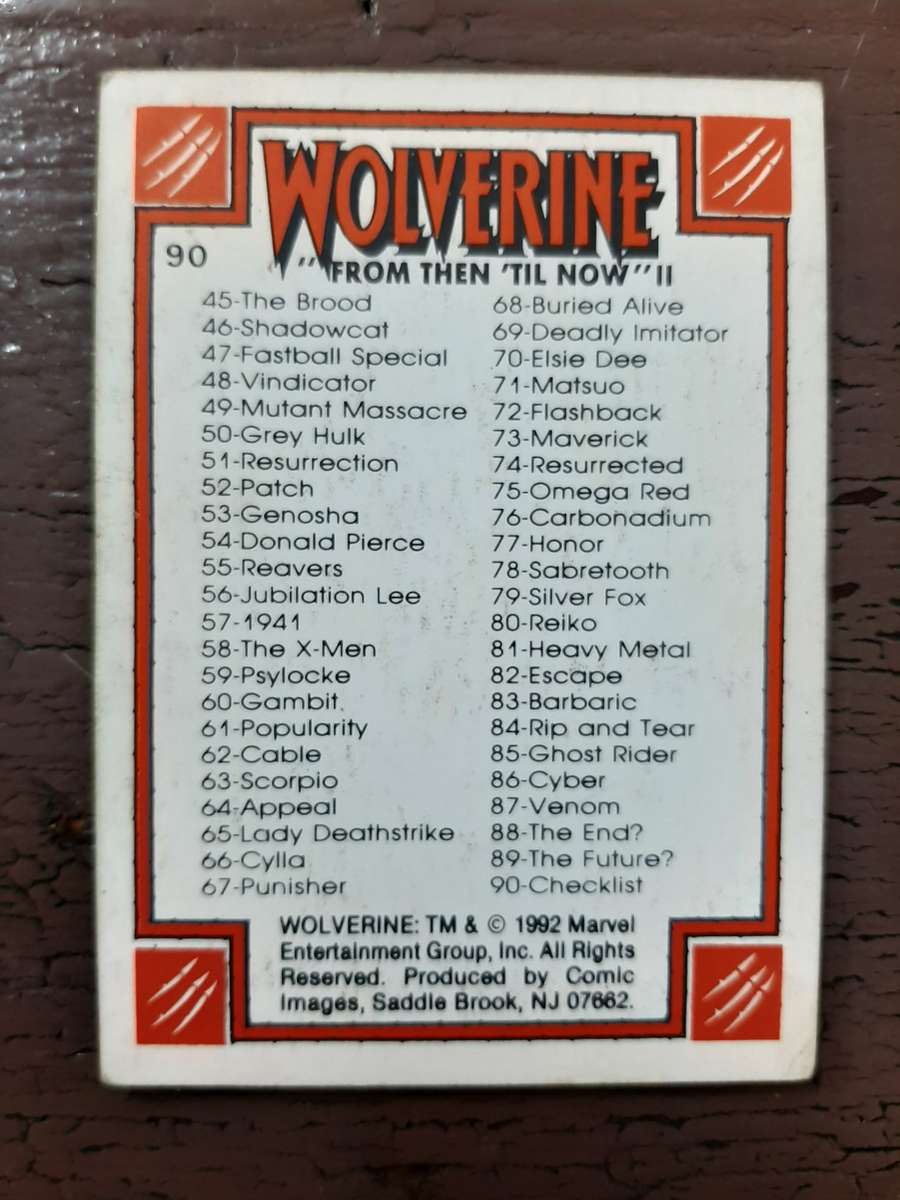 WOLVERINE
"FROM THEN 'TIL NOW" II
90
45-The Brood
46-Shadowcat
47-Fastball Special
48-Vindicator
49-Mutant Massacre
50-Grey Hulk
51-Resurrection
52-Patch
53-Genosha
54-Donald Pierce
55-Reavers
56-Jubilation Lee
57-1941
58-The X-Men
59-Psylocke
60-Gambit
61-Popularity
62-Cable
63-Scorpio
64-Appeal
65-Lady Deathstrike
66-Cylla
67-Punisher
68-Buried Alive
69-Deadly Imitator
70-Elsie Dee
71-Matsuo
72-Flashback
73-Maverick
74-Resurrected
75-Omega Red
76-Carbonadium
77-Honor
78-Sabretooth
79-Silver Fox
80-Reiko
81-Heavy Metal
82-Escape
83-Barbaric
84-Rip and Tear
85-Ghost Rider
86-Cyber
87-Venom
88-The End?
89-The Future?
90-Checklist
WOLVERINE: TM & © 1992 Marvel
Entertainment Group, Inc. All Rights
Reserved. Produced by Comic
Images, Saddle Brook, NJ 07662.